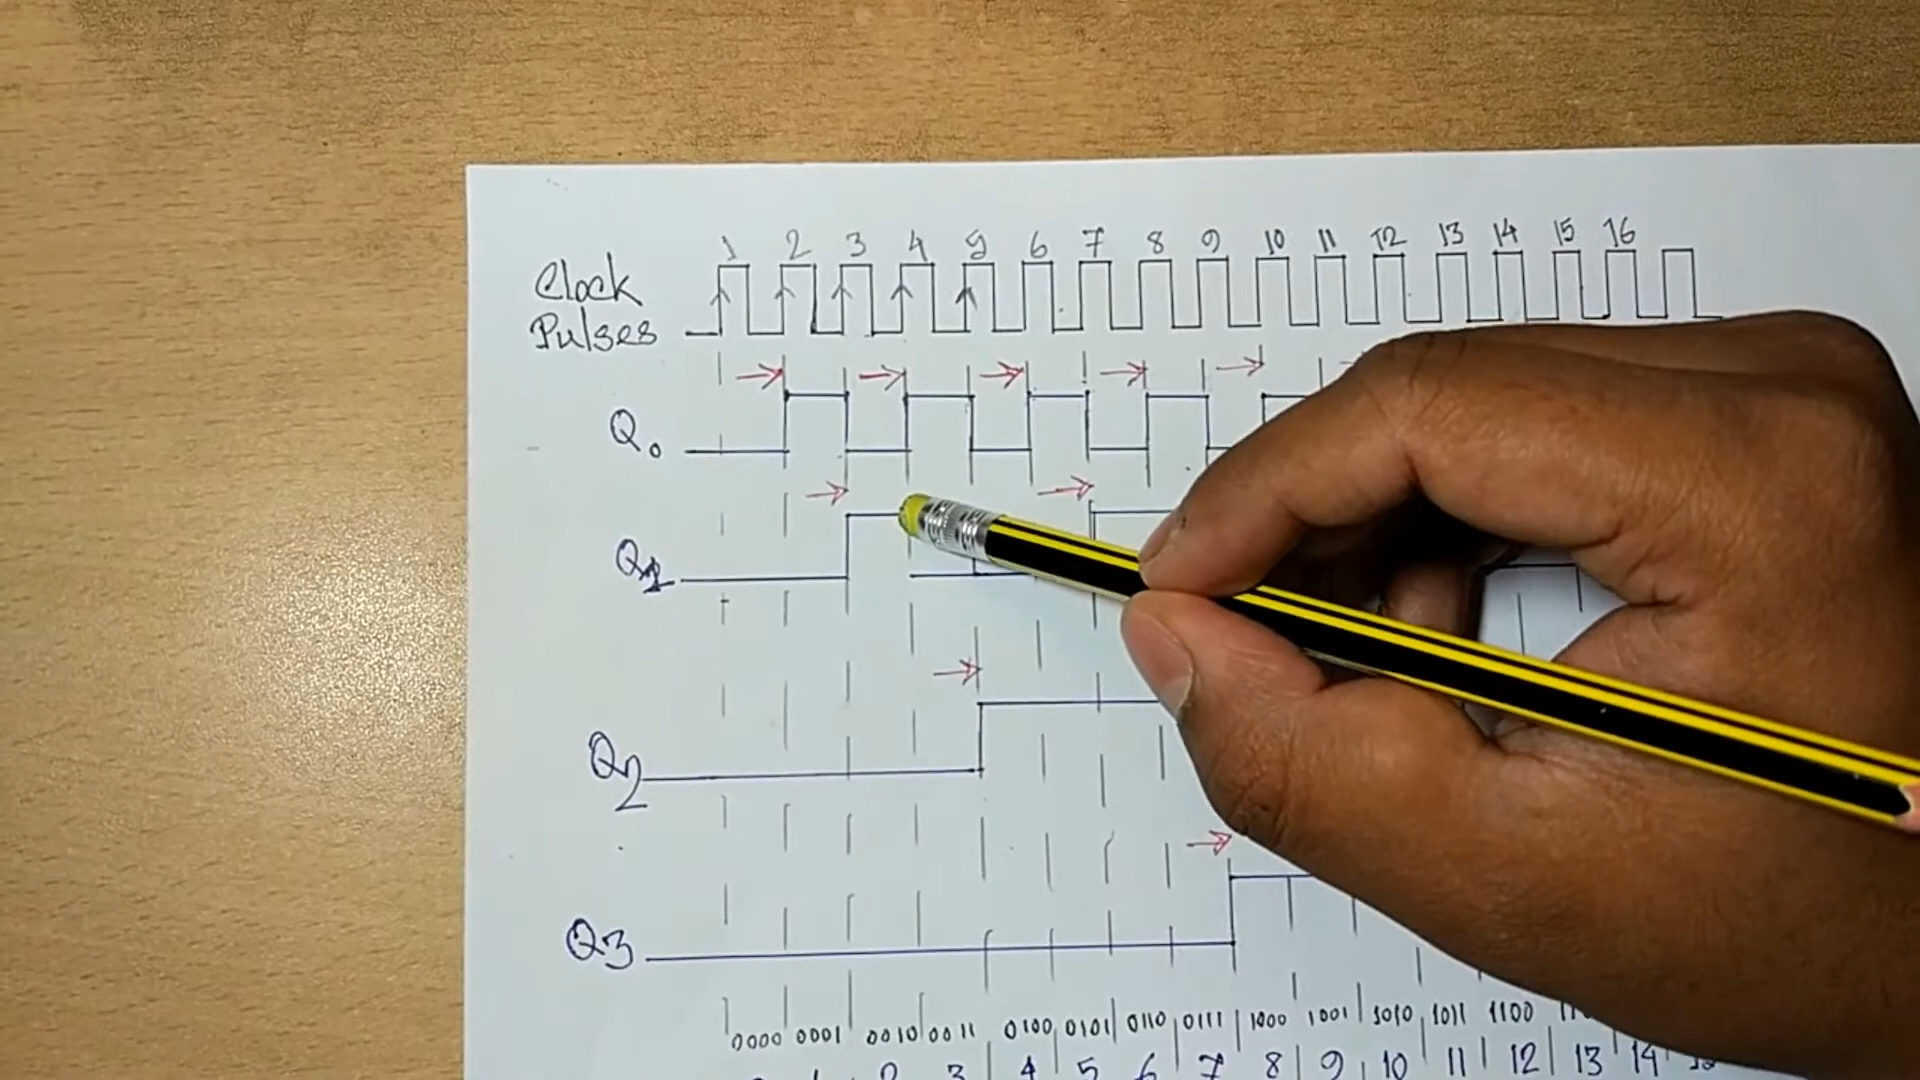 1 2 3 4 5 6 7 8 9 10 11 12 13 14 15 16
Clock
Pulses
Q0
Q1
Q2
Q3
0000 0001 0010 0011 0100 0101 0110 0111 1000 1001 1010 1011 1100
3 4 5 6 7 8 9 10 11 12 13 14